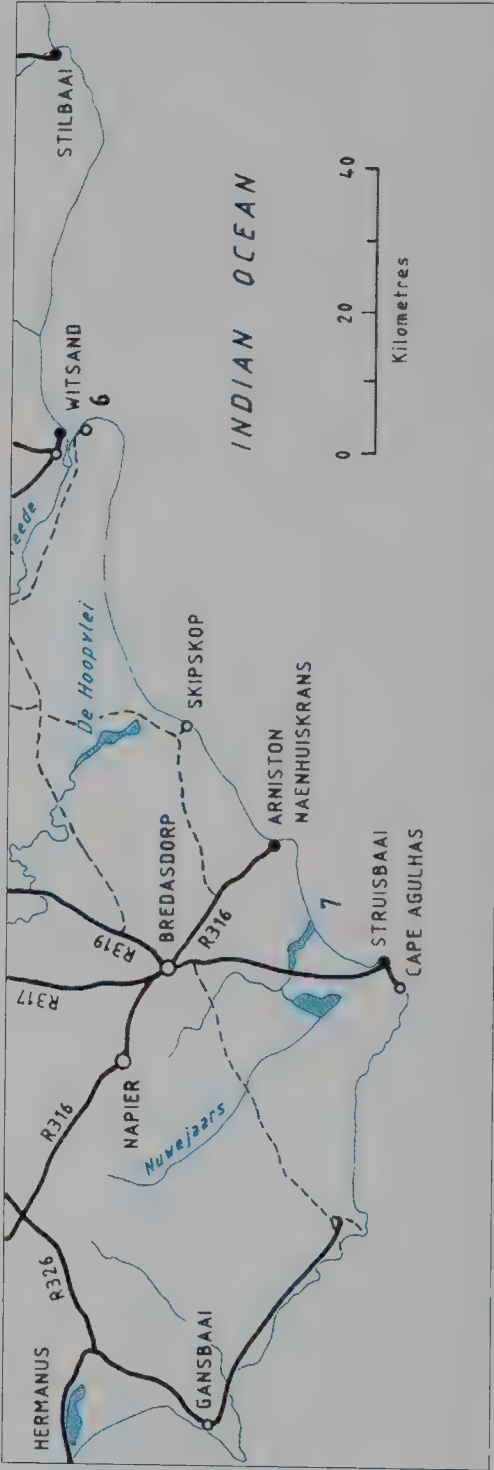 HERMANUS
R326
GANSBAAI
R316
NAPIER
Nuwejaars
R317
R319
BREDASDORP
R316
STRUISBAAI
CAPE AGULHAS
7
ARNISTON
NAENHUISKRANS
SKIPSKOP
De Hoopvlei
reede
WITSAND
6
STILBAAI
INDIAN OCEAN
0 20 40
Kilometres